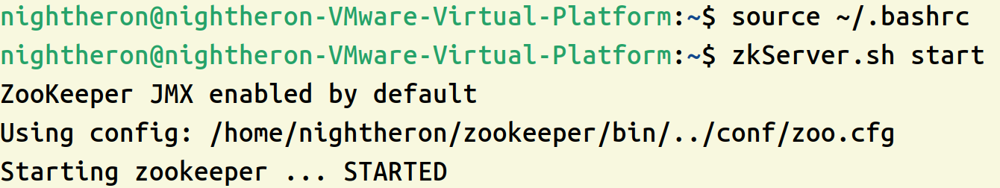 nightheron@nightheron-VMware-Virtual-Platform:~$ source ~/.bashrc
nightheron@nightheron-VMware-Virtual-Platform:~$ zkServer.sh start
ZooKeeper JMX enabled by default
Using config: /home/nightheron/zookeeper/bin/../conf/zoo.cfg
Starting zookeeper ... STARTED